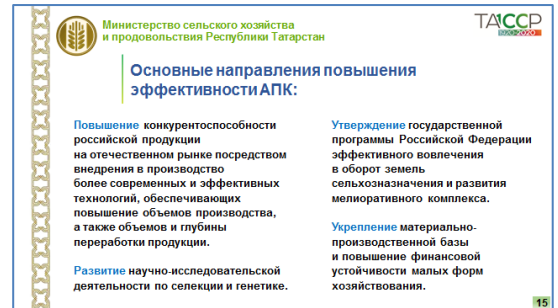 Министерство сельского хозяйства
и продовольствия Республики Татарстан
ТАССР
1920-2020
Основные направления повышения
эффективности АПК:
Повышение конкурентоспособности
российской продукции
на отечественном рынке посредством
внедрения в производство
более современных и эффективных
технологий, обеспечивающих
повышение объемов производства,
а также объемов и глубины
переработки продукции.
Развитие научно-исследовательской
деятельности по селекции и генетике.
Утверждение государственной
программы Российской Федерации
эффективного вовлечения
в оборот земель
сельхозназначения и развития
мелиоративного комплекса.
Укрепление материально-
производственной базы
и повышение финансовой
устойчивости малых форм
хозяйствования.
15